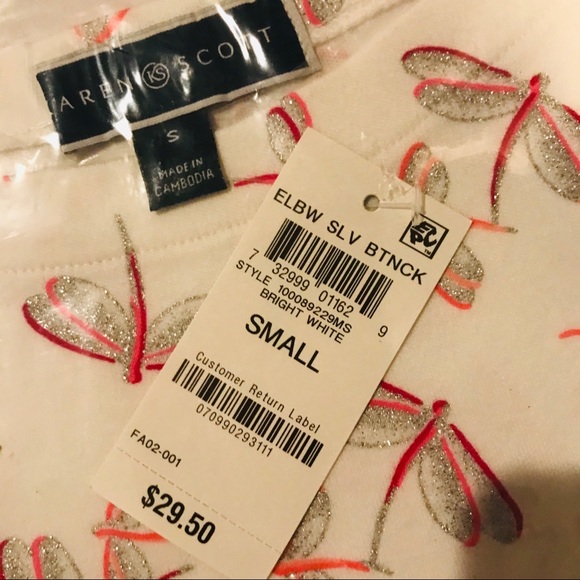 AREN KS SCOTT
S
MADE IN
CAMBODIA
ELBW SLV BTNCK
7 32999 01162 9
STYLE 100089229MS
BRIGHT WHITE
SMALL
Customer Return Label
070990293111
FA02-001
$29.50